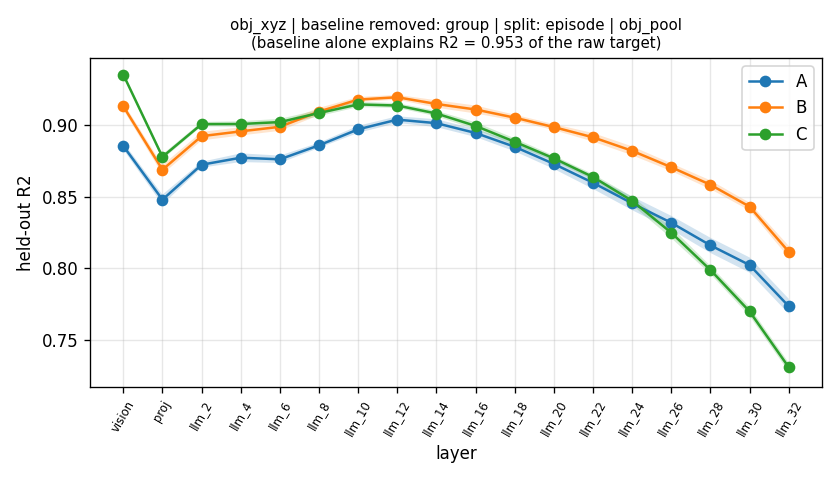 obj_xyz | baseline removed: group | split: episode | obj_pool
(baseline alone explains R2 = 0.953 of the raw target)
A
B
C
held-out R2
0.90
0.85
0.80
0.75
vision
proj
llm_2
llm_4
llm_6
llm_8
llm_10
llm_12
llm_14
llm_16
llm_18
llm_20
llm_22
llm_24
llm_26
llm_28
llm_30
llm_32
layer